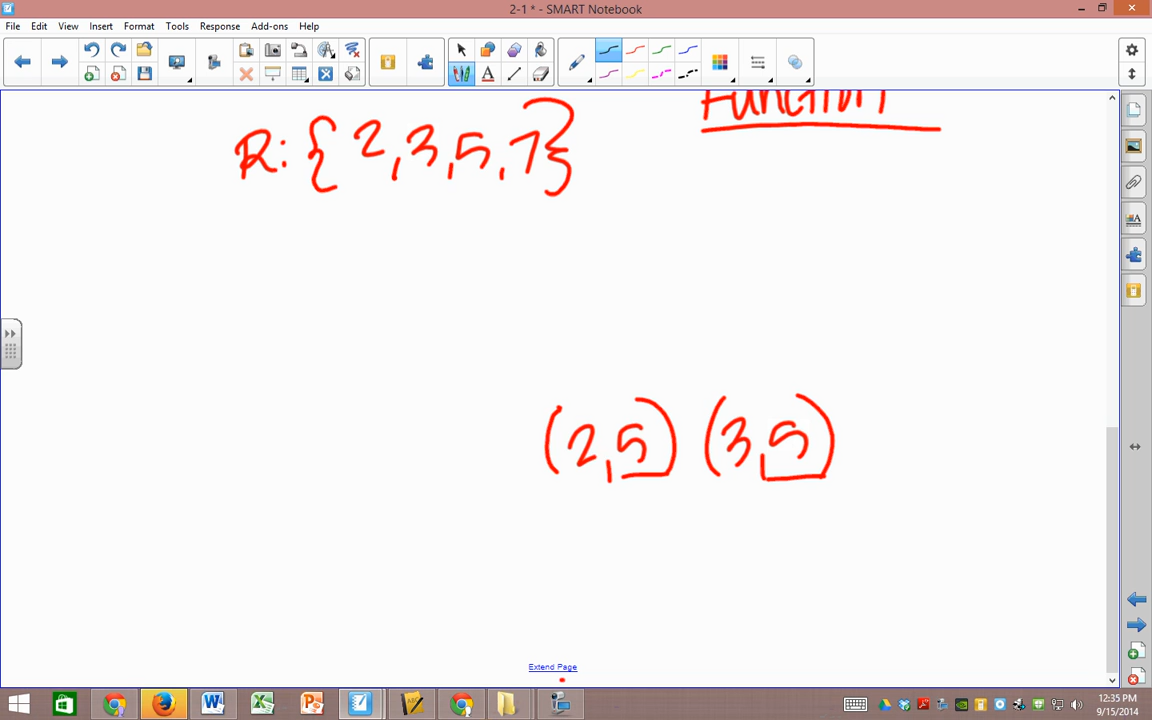 2-1 * - SMART Notebook
File Edit View Insert Format Tools Response Add-ons Help
Function
R: {2,3,5,7}
(2,5) (3,5)
Extend Page
12:35 PM
9/15/2014